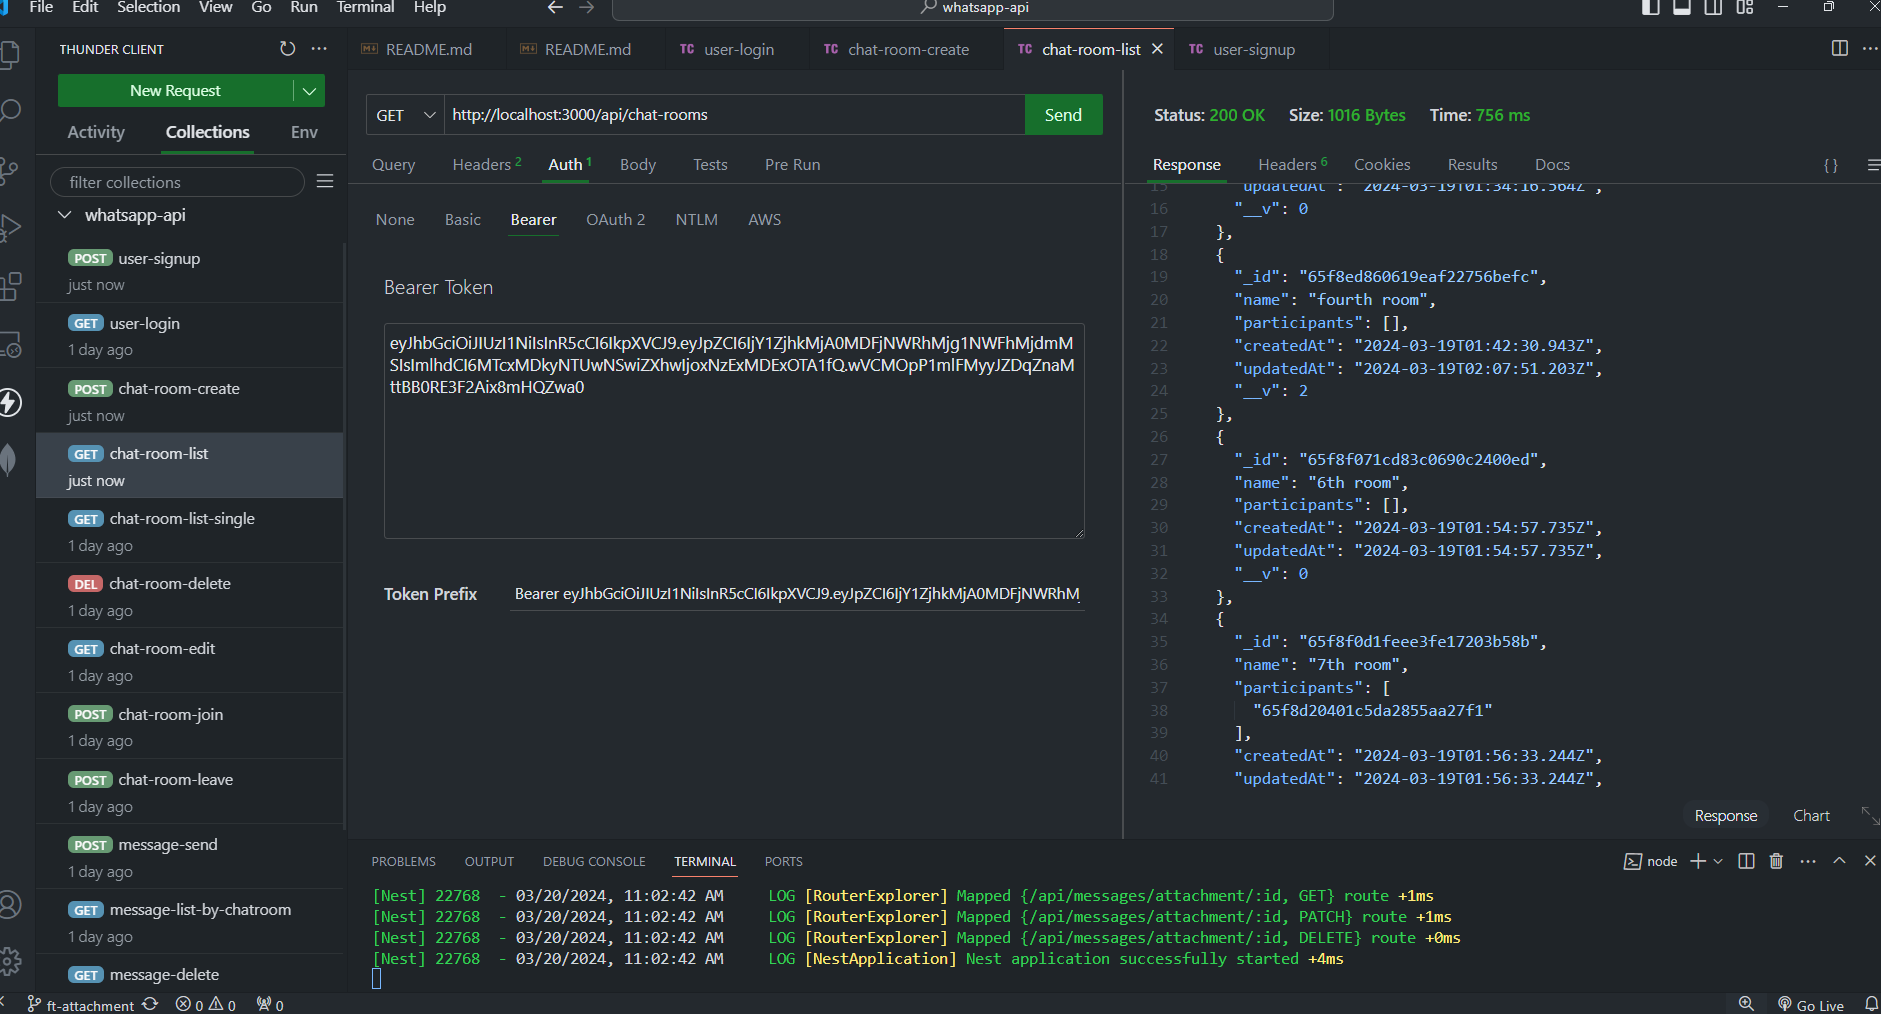 File Edit Selection View Go Run Terminal Help
whatsapp-api
THUNDER CLIENT
New Request
Activity Collections Env
filter collections
whatsapp-api
POST user-signup
just now
GET user-login
just now
POST chat-room-create
just now
GET chat-room-list
just now
GET chat-room-list-single
1 day ago
DEL chat-room-delete
1 day ago
GET chat-room-edit
1 day ago
POST chat-room-join
1 day ago
POST chat-room-leave
1 day ago
POST message-send
1 day ago
GET message-list-by-chatroom
1 day ago
GET message-delete
README.md README.md TC user-login TC chat-room-create TC chat-room-list TC user-signup
GET http://localhost:3000/api/chat-rooms Send
Query Headers 2 Auth 1 Body Tests Pre Run
None Basic Bearer OAuth 2 NTLM AWS
Bearer Token
eyJhbGciOiJIUzI1NiIsInR5cCI6IkpXVCJ9.eyJpZCI6IjY1ZjhkMjA0MDFjNWRhMjg1NWFhMjdmM
SIsImlhdCI6MTcxMDkyNTUwNSwiZXhwIjoxNzExMDExOTA1fQ.wVCMOpP1mlFMyyJZDqZnaM
ttBB0RE3F2Aix8mHQZwa0
Token Prefix Bearer eyJhbGciOiJIUzI1NiIsInR5cCI6IkpXVCJ9.eyJpZCI6IjY1ZjhkMjA0MDFjNWRhM
Status: 200 OK Size: 1016 Bytes Time: 756 ms
Response Headers 6 Cookies Results Docs { }
15 "updatedAt": "2024-03-19T01:34:16.564Z",
16 "__v": 0
17 },
18 {
19 "_id": "65f8ed860619eaf22756befc",
20 "name": "fourth room",
21 "participants": [],
22 "createdAt": "2024-03-19T01:42:30.943Z",
23 "updatedAt": "2024-03-19T02:07:51.203Z",
24 "__v": 2
25 },
26 {
27 "_id": "65f8f071cd83c0690c2400ed",
28 "name": "6th room",
29 "participants": [],
30 "createdAt": "2024-03-19T01:54:57.735Z",
31 "updatedAt": "2024-03-19T01:54:57.735Z",
32 "__v": 0
33 },
34 {
35 "_id": "65f8f0d1feee3fe17203b58b",
36 "name": "7th room",
37 "participants": [
38 "65f8d20401c5da2855aa27f1"
39 ],
40 "createdAt": "2024-03-19T01:56:33.244Z",
41 "updatedAt": "2024-03-19T01:56:33.244Z",
Response Chart
PROBLEMS OUTPUT DEBUG CONSOLE TERMINAL PORTS
node
[Nest] 22768 - 03/20/2024, 11:02:42 AM LOG [RouterExplorer] Mapped {/api/messages/attachment/:id, GET} route +1ms
[Nest] 22768 - 03/20/2024, 11:02:42 AM LOG [RouterExplorer] Mapped {/api/messages/attachment/:id, PATCH} route +1ms
[Nest] 22768 - 03/20/2024, 11:02:42 AM LOG [RouterExplorer] Mapped {/api/messages/attachment/:id, DELETE} route +0ms
[Nest] 22768 - 03/20/2024, 11:02:42 AM LOG [NestApplication] Nest application successfully started +4ms
ft-attachment 0 0 0 Go Live